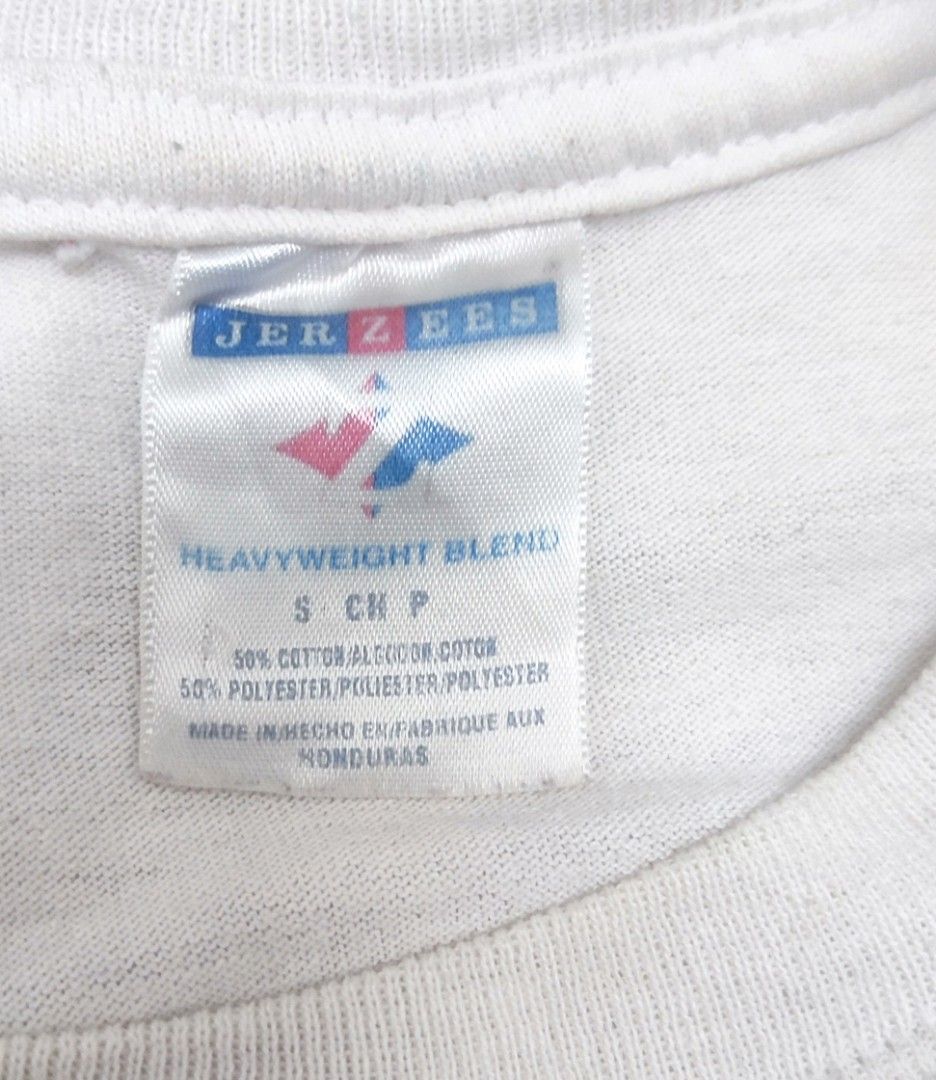 JERZEES
HEAVYWEIGHT BLEND
S CH P
50% COTTON/ALGODON/COTON
50% POLYESTER/POLIESTER/POLYESTER
MADE IN/HECHO EN/FABRIQUE AUX
HONDURAS